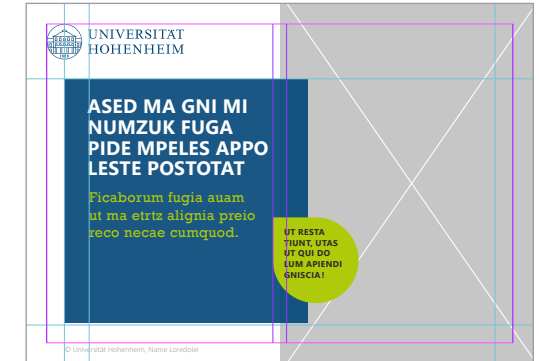 UNIVERSITÄT
HOHENHEIM
ASED MA GNI MI
NUMZUK FUGA
PIDE MPELES APPO
LESTE POSTOTAT
Ficaborum fugia auam
ut ma etrtz alignia preio
reco necae cumquod.
UT RESTA
TIUNT, UTAS
UT QUI DO
LUM APIENDI
GNISCIA!
© Universität Hohenheim, Name Loredoles